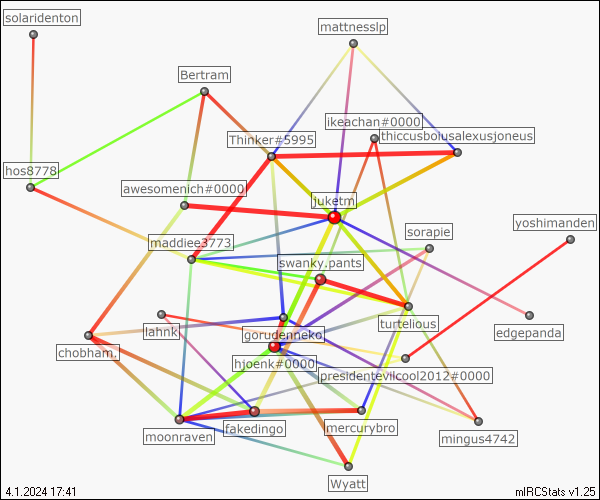 solaridenton
mattnesslp
Bertram
ikeachan#0000
Thinker#5995
thiccusbolusalexusjoneus
hos8778
awesomenich#0000
juketm
yoshimanden
sorapie
maddiee3773
swanky.pants
lahnk
turtelious
edgepanda
gorudenneko
chobham.
hjoenk#0000
presidentevilcool2012#0000
moonraven
fakedingo
mercurybro
mingus4742
Wyatt
4.1.2024 17:41
mIRCStats v1.25